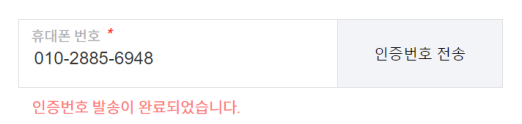 휴대폰 번호 *
010-2885-6948
인증번호 전송
인증번호 발송이 완료되었습니다.